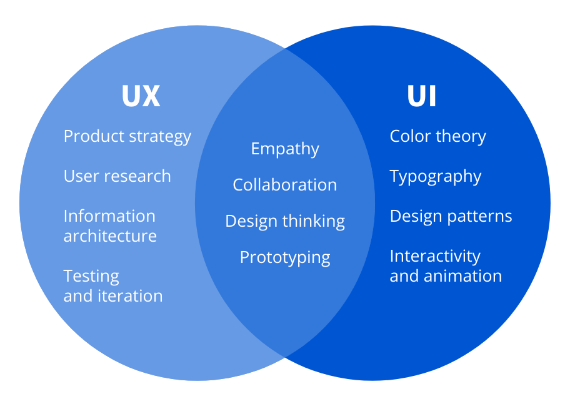 UX
Product strategy
User research
Information
architecture
Testing
and iteration
Empathy
Collaboration
Design thinking
Prototyping
UI
Color theory
Typography
Design patterns
Interactivity
and animation